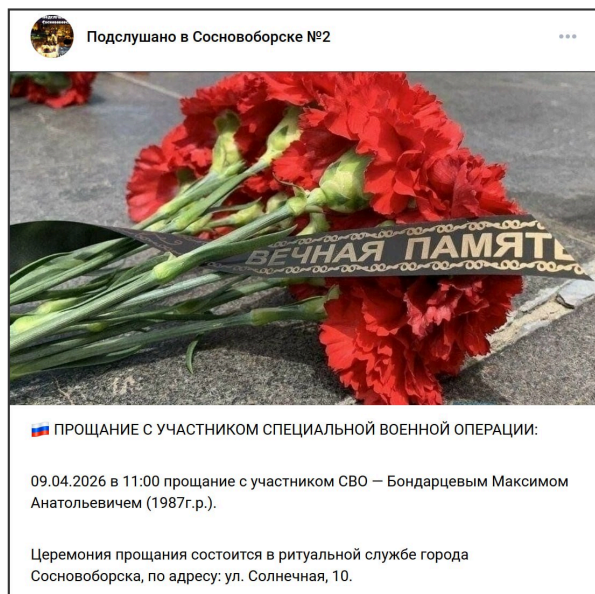 Подслушано в Сосновоборске №2
ВЕЧНАЯ ПАМЯТЬ
ПРОЩАНИЕ С УЧАСТНИКОМ СПЕЦИАЛЬНОЙ ВОЕННОЙ ОПЕРАЦИИ:
09.04.2026 в 11:00 прощание с участником СВО — Бондарцевым Максимом
Анатольевичем (1987г.р.).
Церемония прощания состоится в ритуальной службе города
Сосновоборска, по адресу: ул. Солнечная, 10.